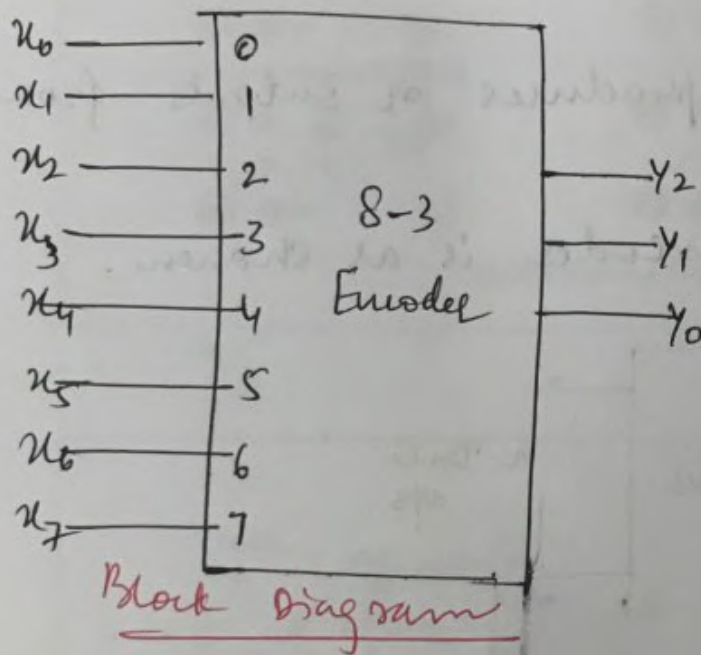 x0 0
x1 1
x2 2
x3 3
x4 4
x5 5
x6 6
x7 7
8-3
Encoder
y2
y1
y0
Block Diagram